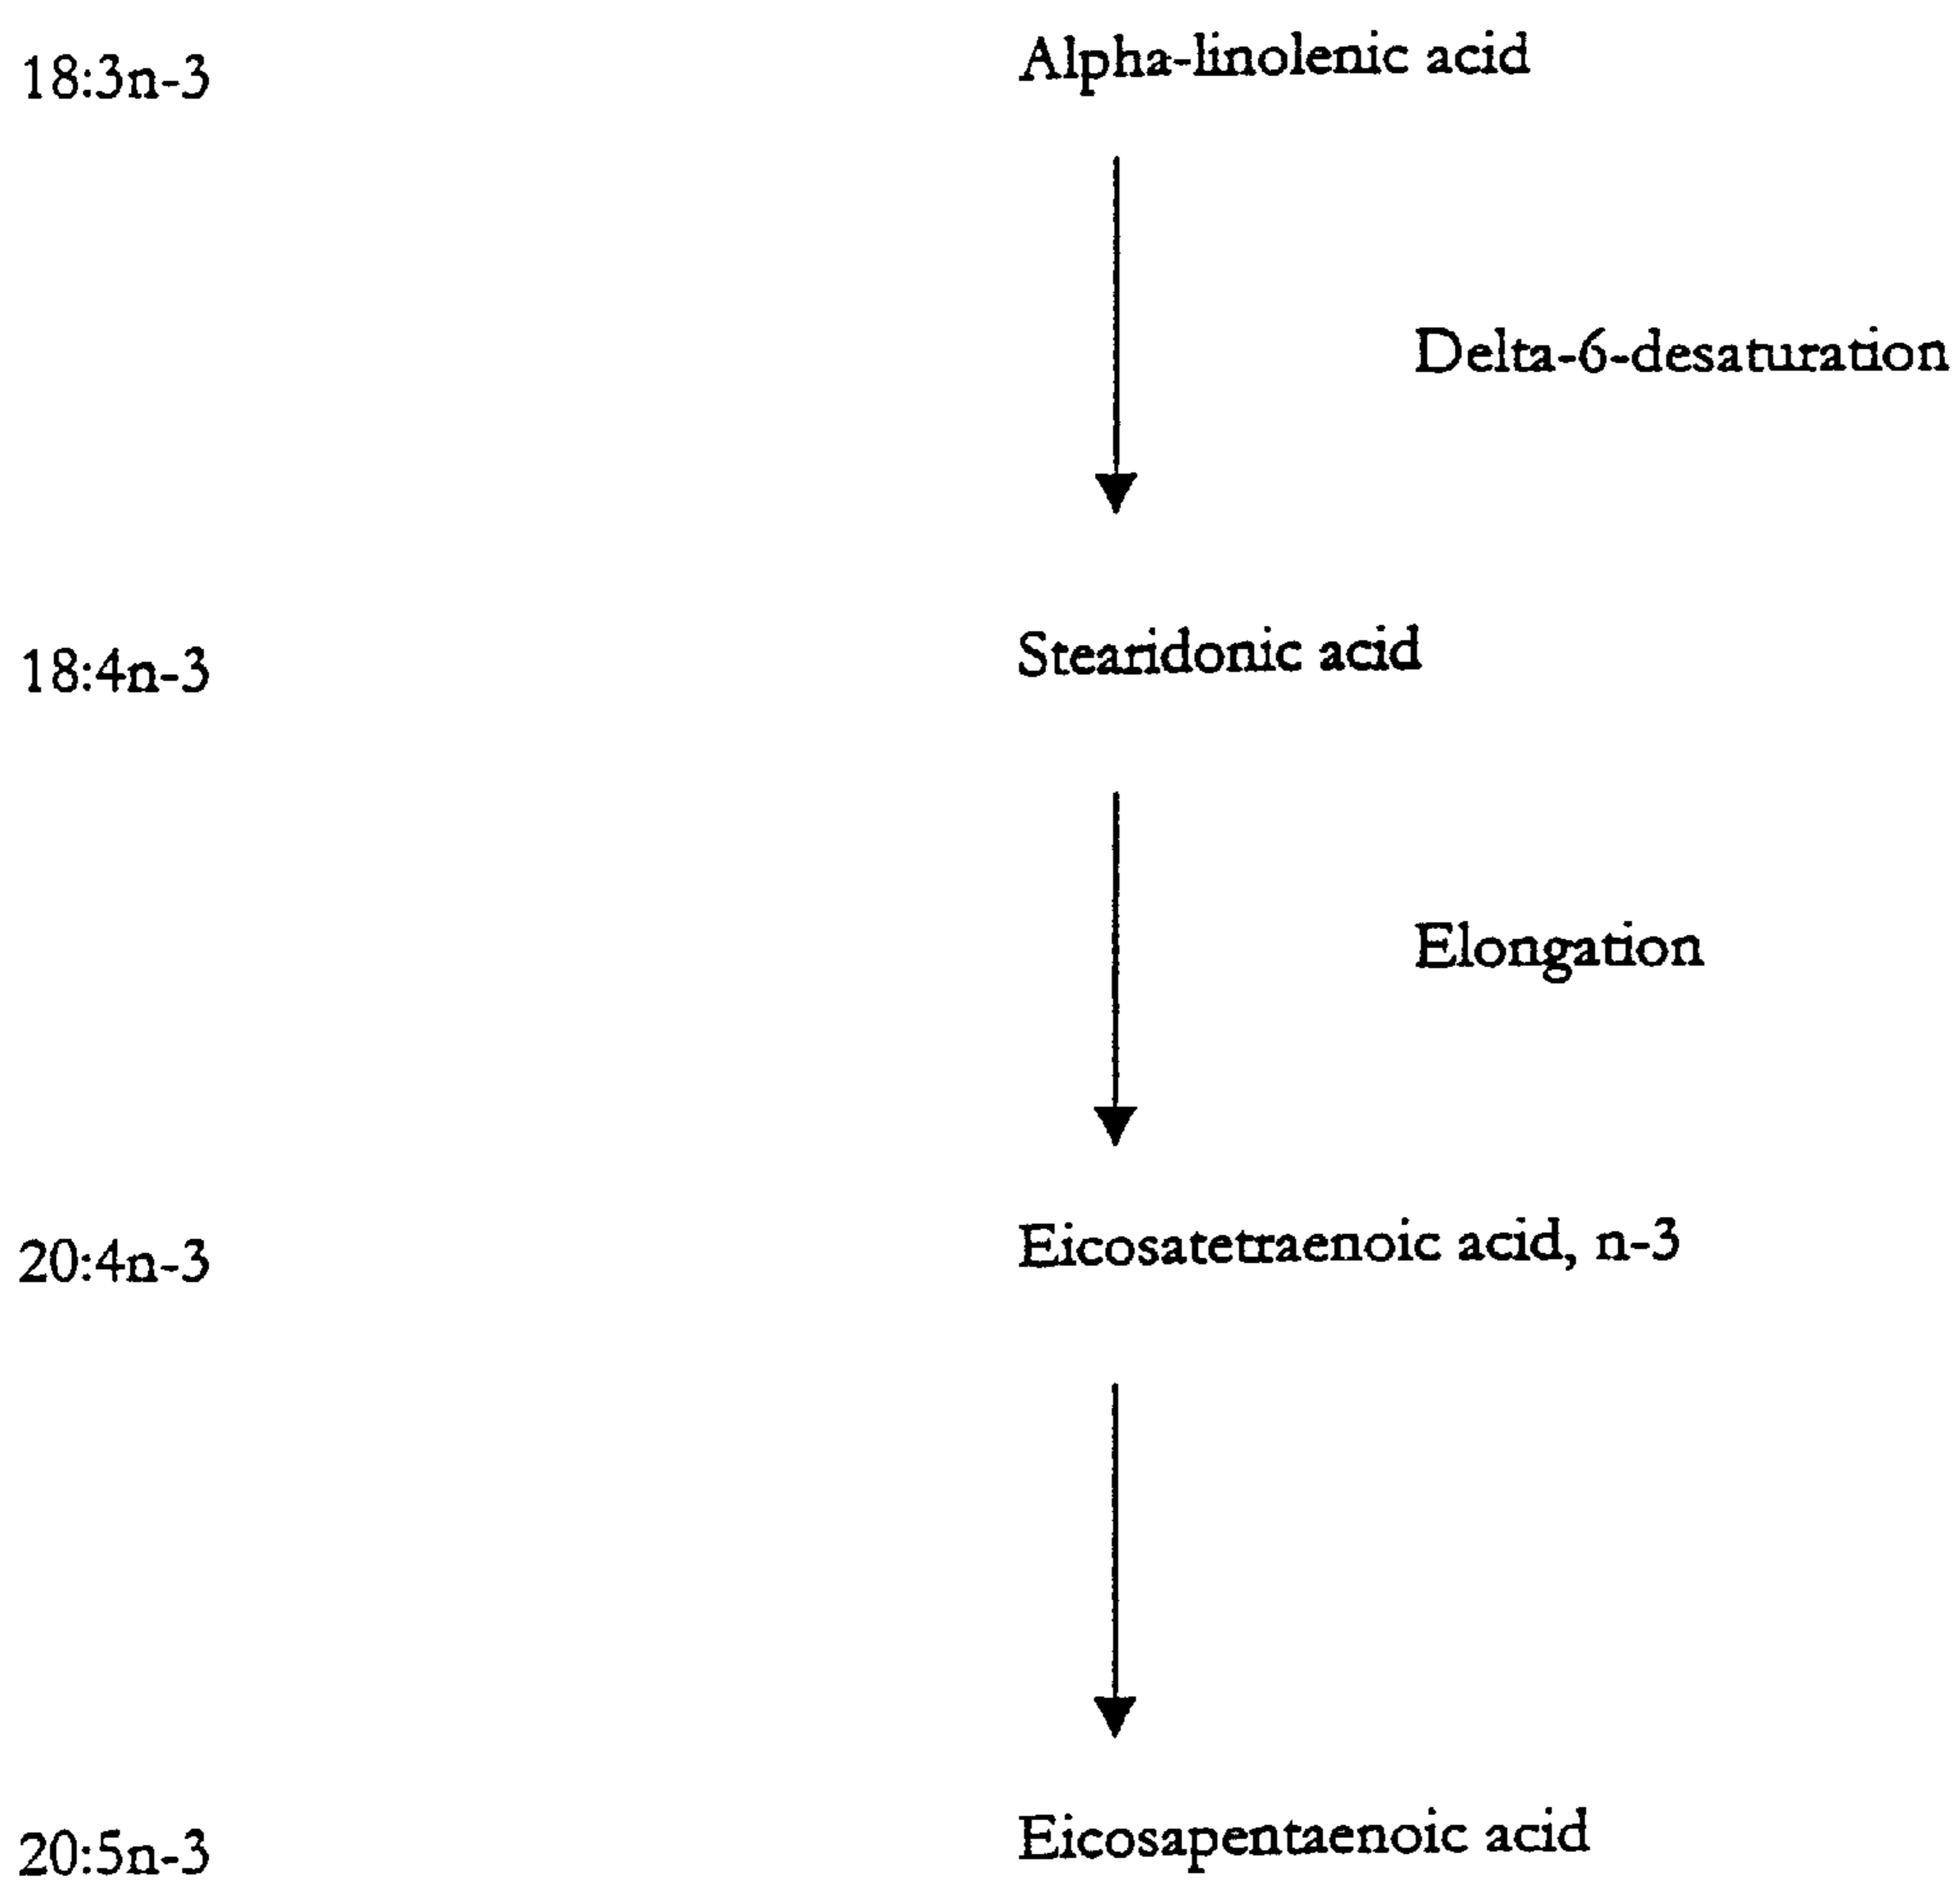 18:3n-3 Alpha-linolenic acid
Delta-6-desaturation
18:4n-3 Stearidonic acid
Elongation
20:4n-3 Eicosatetraenoic acid, n-3
20:5n-3 Eicosapentaenoic acid